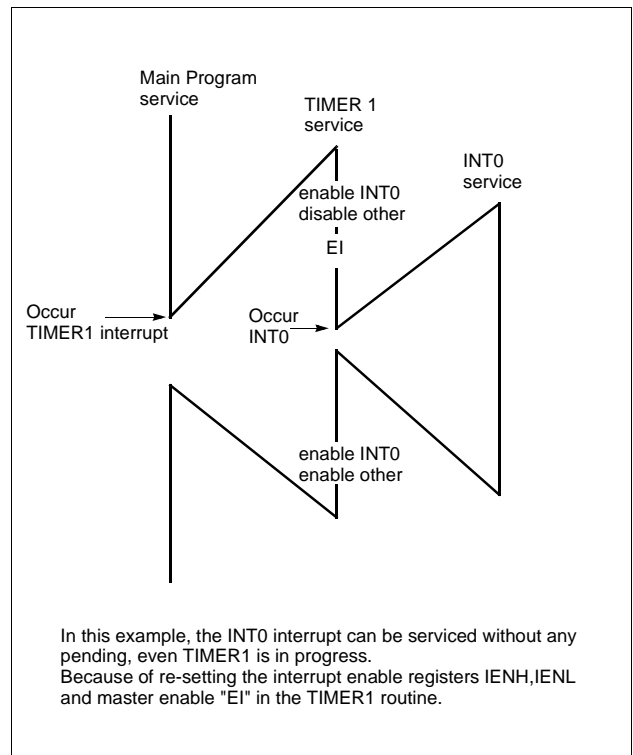 Main Program
service
TIMER 1
service
INT0
service
enable INT0
disable other
EI
Occur
TIMER1 interrupt
Occur
INT0
enable INT0
enable other
In this example, the INT0 interrupt can be serviced without any
pending, even TIMER1 is in progress.
Because of re-setting the interrupt enable registers IENH,IENL
and master enable "EI" in the TIMER1 routine.